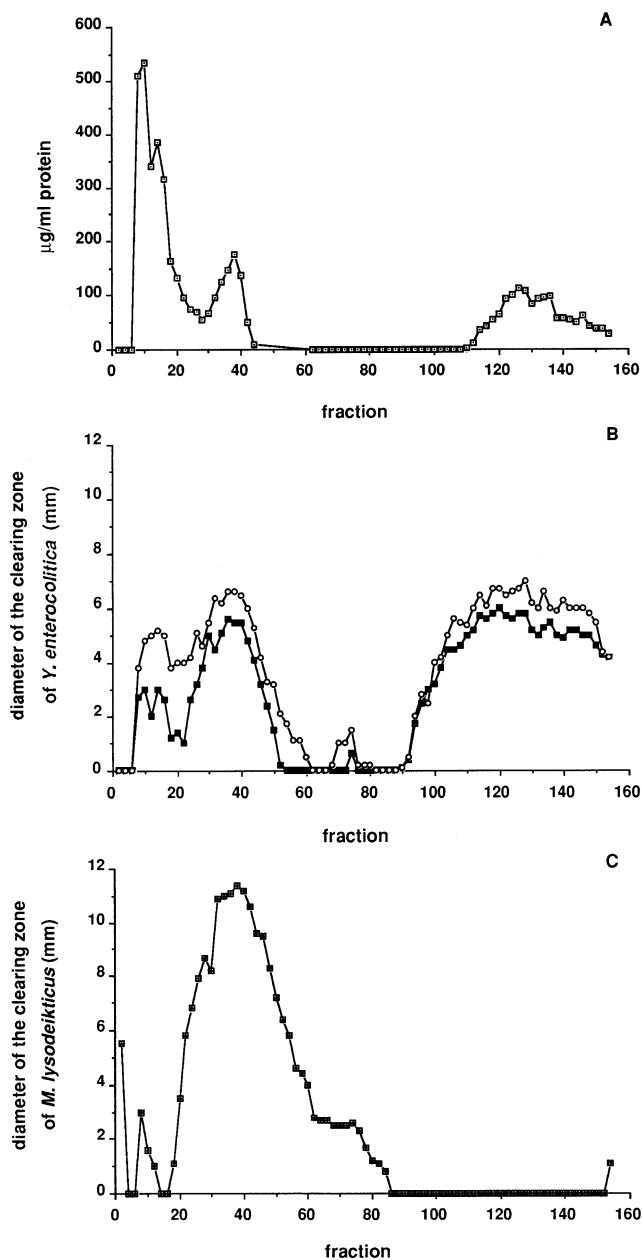 A
600
500
400
300
200
100
0
µg/ml protein
0 20 40 60 80 100 120 140 160
fraction
B
12
10
8
6
4
2
0
diameter of the clearing zone
of Y. enterocolitica (mm)
0 20 40 60 80 100 120 140 160
fraction
C
12
10
8
6
4
2
0
diameter of the clearing zone
of M. lysodeikticus (mm)
0 20 40 60 80 100 120 140 160
fraction